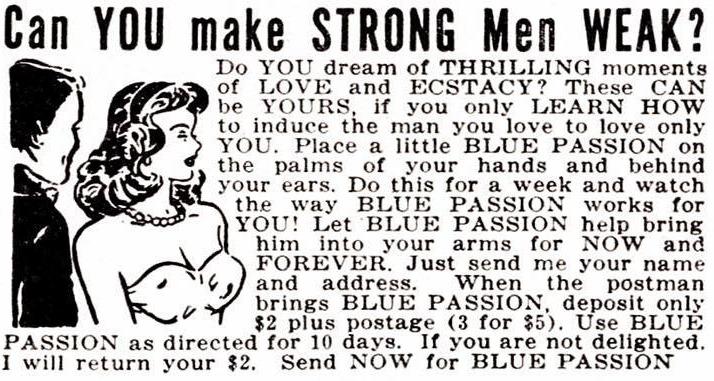 Can YOU make STRONG Men WEAK?
Do YOU dream of THRILLING moments
of LOVE and ECSTACY? These CAN
be YOURS, if you only LEARN HOW
to induce the man you love to love only
YOU. Place a little BLUE PASSION on
the palms of your hands and behind
your ears. Do this for a week and watch
the way BLUE PASSION works for
YOU! Let BLUE PASSION help bring
him into your arms for NOW and
FOREVER. Just send me your name
and address. When the postman
brings BLUE PASSION, deposit only
$2 plus postage (3 for $5). Use BLUE
PASSION as directed for 10 days. If you are not delighted.
I will return your $2. Send NOW for BLUE PASSION